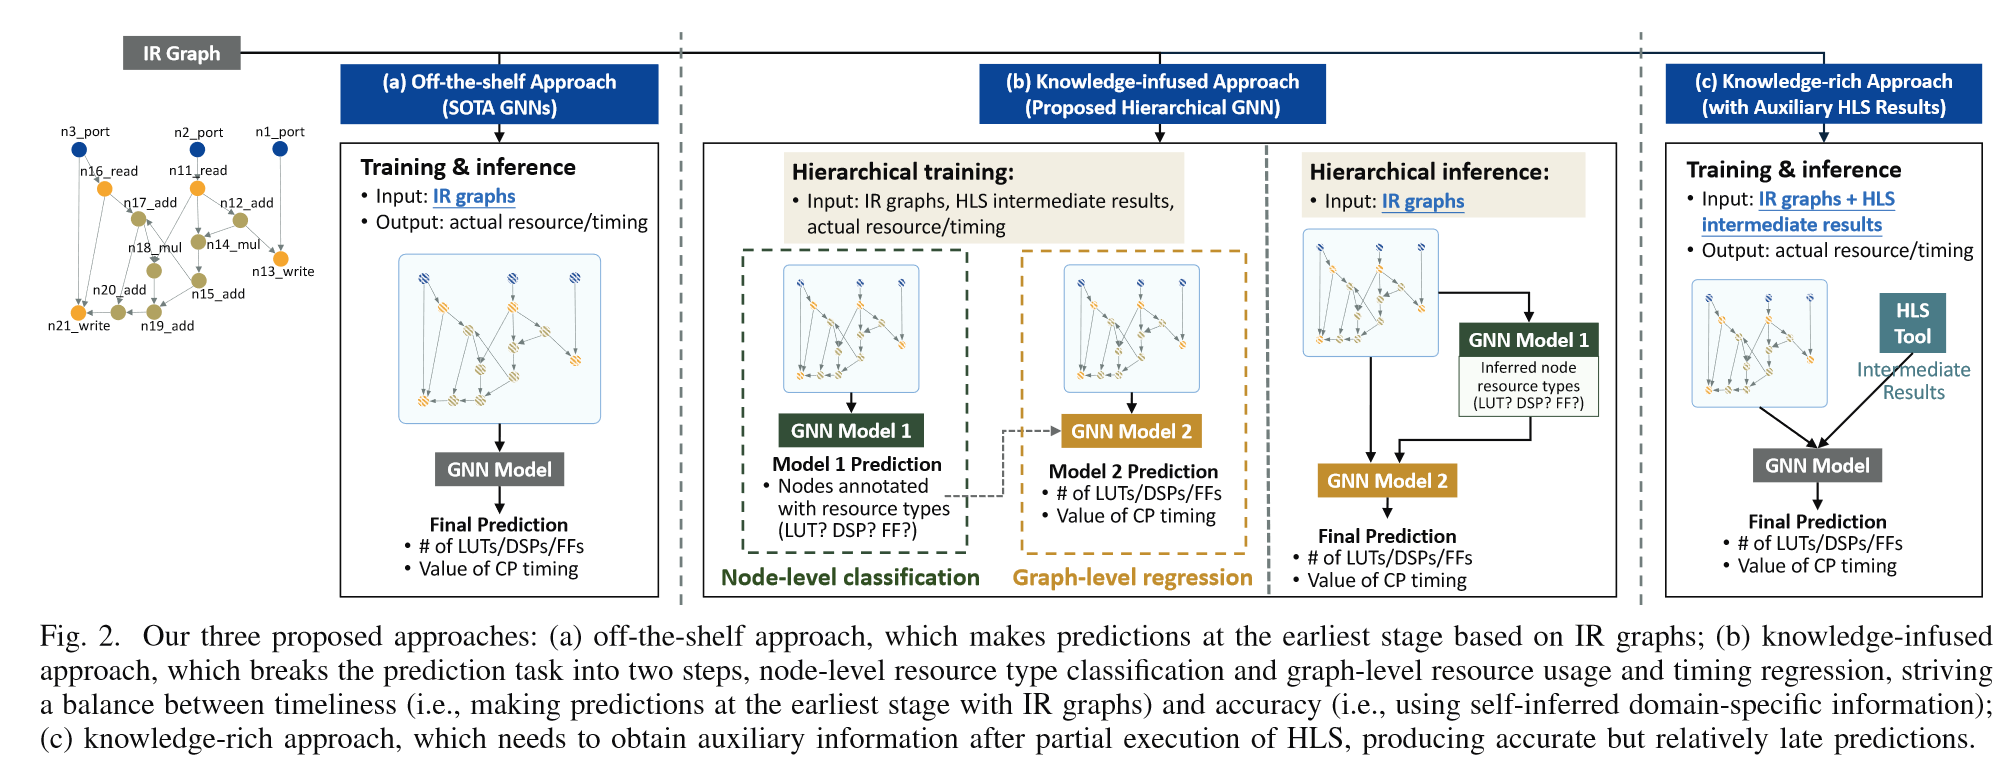 IR Graph
n3_port
n2_port
n1_port
n16_read
n11_read
n17_add
n12_add
n18_mul
n14_mul
n13_write
n20_add
n15_add
n21_write
n19_add
(a) Off-the-shelf Approach
(SOTA GNNs)
Training & inference
• Input: IR graphs
• Output: actual resource/timing
GNN Model
Final Prediction
• # of LUTs/DSPs/FFs
• Value of CP timing
(b) Knowledge-infused Approach
(Proposed Hierarchical GNN)
Hierarchical training:
• Input: IR graphs, HLS intermediate results,
actual resource/timing
GNN Model 1
Model 1 Prediction
• Nodes annotated
with resource types
(LUT? DSP? FF?)
Node-level classification
GNN Model 2
Model 2 Prediction
• # of LUTs/DSPs/FFs
• Value of CP timing
Graph-level regression
Hierarchical inference:
• Input: IR graphs
GNN Model 1
Inferred node
resource types
(LUT? DSP? FF?)
GNN Model 2
Final Prediction
• # of LUTs/DSPs/FFs
• Value of CP timing
(c) Knowledge-rich Approach
(with Auxiliary HLS Results)
Training & inference
• Input: IR graphs + HLS
intermediate results
• Output: actual resource/timing
HLS
Tool
Intermediate
Results
GNN Model
Final Prediction
• # of LUTs/DSPs/FFs
• Value of CP timing
Fig. 2. Our three proposed approaches: (a) off-the-shelf approach, which makes predictions at the earliest stage based on IR graphs; (b) knowledge-infused
approach, which breaks the prediction task into two steps, node-level resource type classification and graph-level resource usage and timing regression, striving
a balance between timeliness (i.e., making predictions at the earliest stage with IR graphs) and accuracy (i.e., using self-inferred domain-specific information);
(c) knowledge-rich approach, which needs to obtain auxiliary information after partial execution of HLS, producing accurate but relatively late predictions.